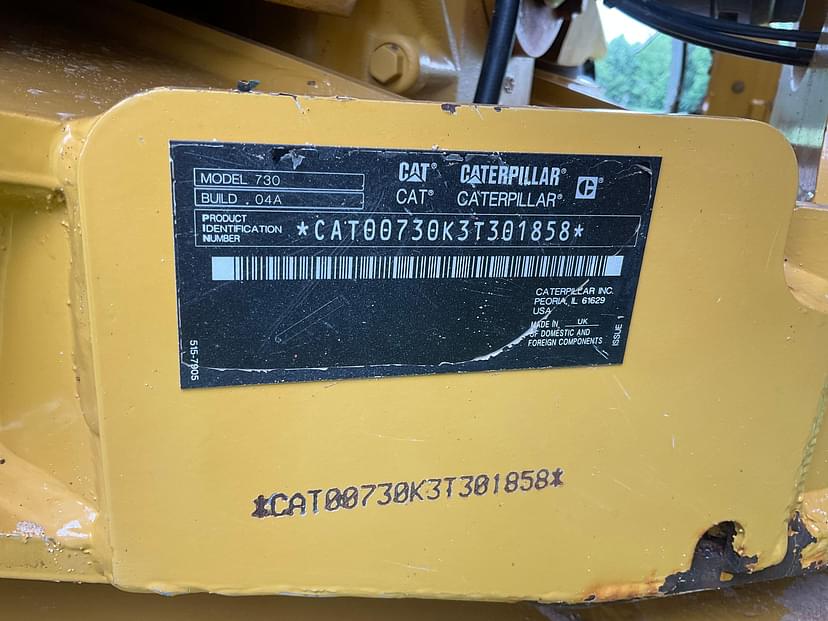 MODEL 730
BUILD . 04A
CAT® CATERPILLAR®
CAT® CATERPILLAR®
PRODUCT
IDENTIFICATION
NUMBER
*CAT00730K3T301858*
CATERPILLAR INC.
PEORIA, IL 61629
USA
MADE IN UK
OF DOMESTIC AND
FOREIGN COMPONENTS
ISSUE 1
515-7905
*CAT00730K3T301858*